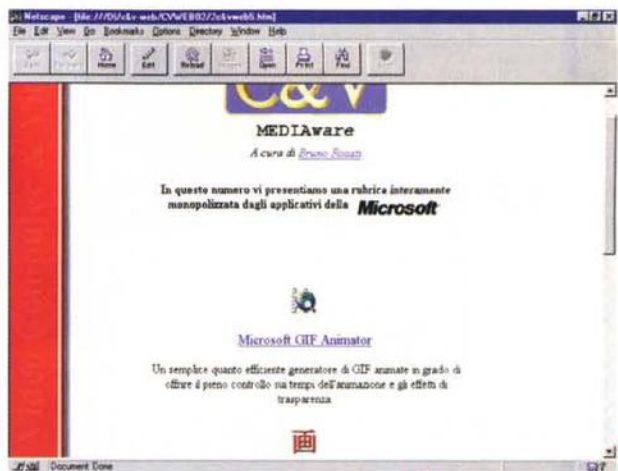 Netscape - [file:///D|/c&v-web/CVWEB02/2c&vweb5.htm]
File Edit View Go Bookmarks Options Directory Window Help
Home Edit Reload Open Print Find
C&V
MEDIAware
A cura di Bruno Rosati
In questo numero vi presentiamo una rubrica interamente
monopolizzata dagli applicativi della Microsoft
Microsoft GIF Animator
Un semplice quanto efficiente generatore di GIF animate in grado di
offrire il pieno controllo sui tempi dell'animazione e gli effetti di
trasparenza
画
Document Done